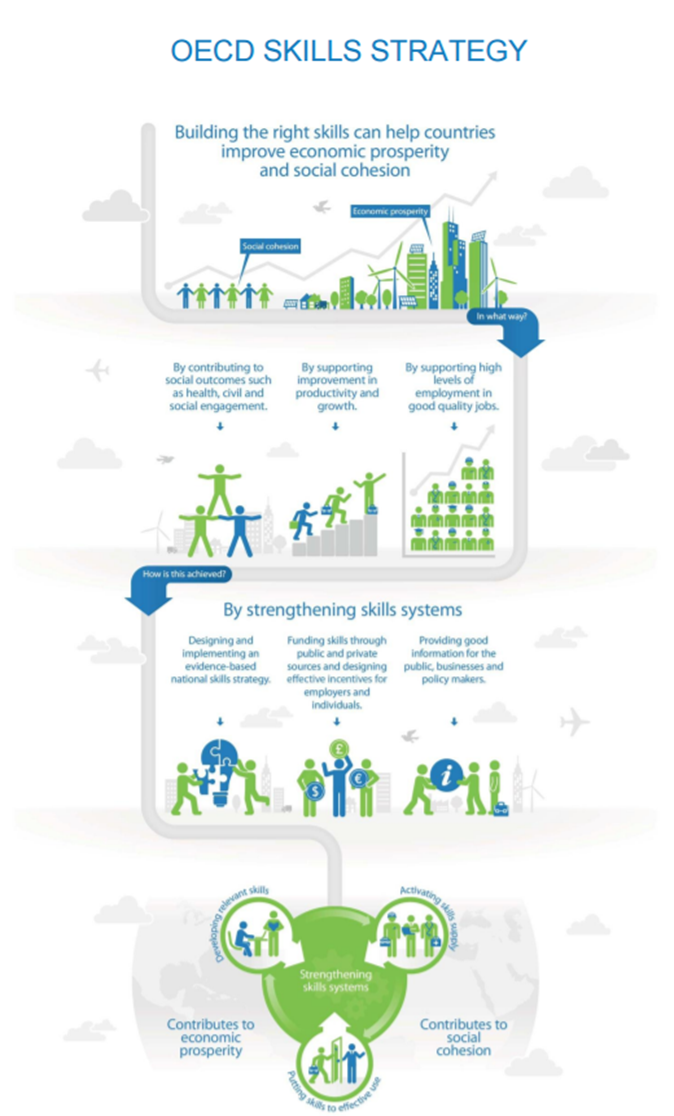 OECD SKILLS STRATEGY
Building the right skills can help countries
improve economic prosperity
and social cohesion
Economic prosperity
Social cohesion
In what way?
By contributing to
social outcomes such
as health, civil and
social engagement.
By supporting
improvement in
productivity and
growth.
By supporting high
levels of
employment in
good quality jobs.
How is this achieved?
By strengthening skills systems
Designing and
implementing an
evidence-based
national skills strategy.
Funding skills through
public and private
sources and designing
effective incentives for
employers and
individuals.
Providing good
information for the
public, businesses and
policy makers.
£
$
€
i
Developing relevant skills
Activating skills supply
Strengthening
skills systems
Contributes to
economic
prosperity
Contributes to
social
cohesion
Putting skills to effective use